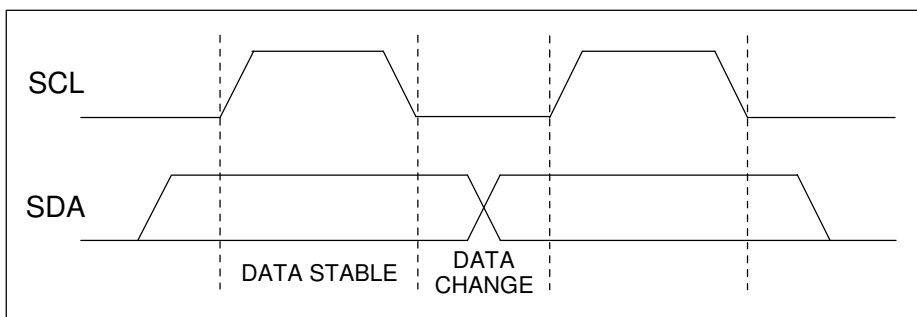 SCL
SDA
DATA STABLE
DATA
CHANGE